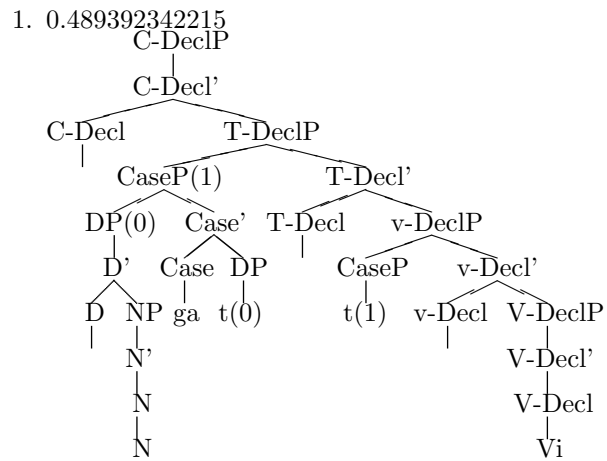 1. 0.489392342215
C-DeclP
C-Decl'
C-Decl T-DeclP
CaseP(1) T-Decl'
DP(0) Case' T-Decl v-DeclP
D' Case DP CaseP v-Decl'
D NP ga t(0) t(1) v-Decl V-DeclP
N' V-Decl'
N V-Decl
N Vi